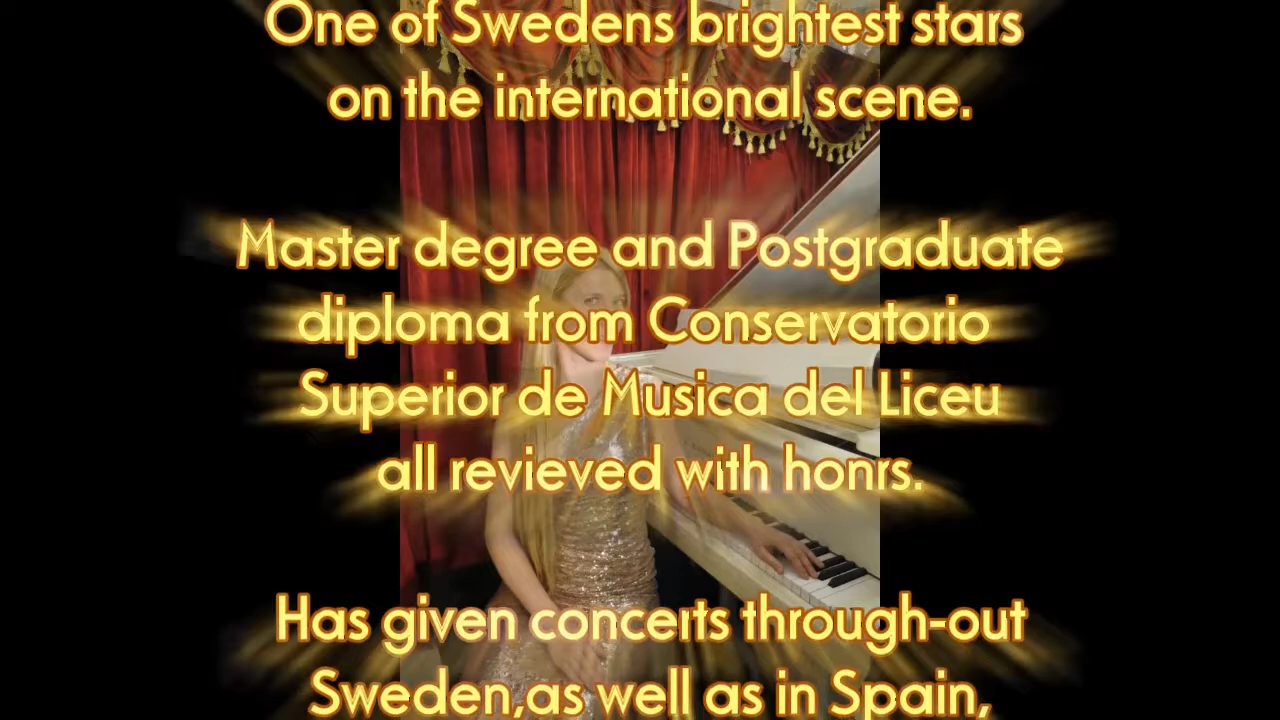 One of Swedens brightest stars
on the international scene.
Master degree and Postgraduate
diploma from Conservatorio
Superior de Musica del Liceu
all revieved with honrs.
Has given concerts through-out
Sweden,as well as in Spain,